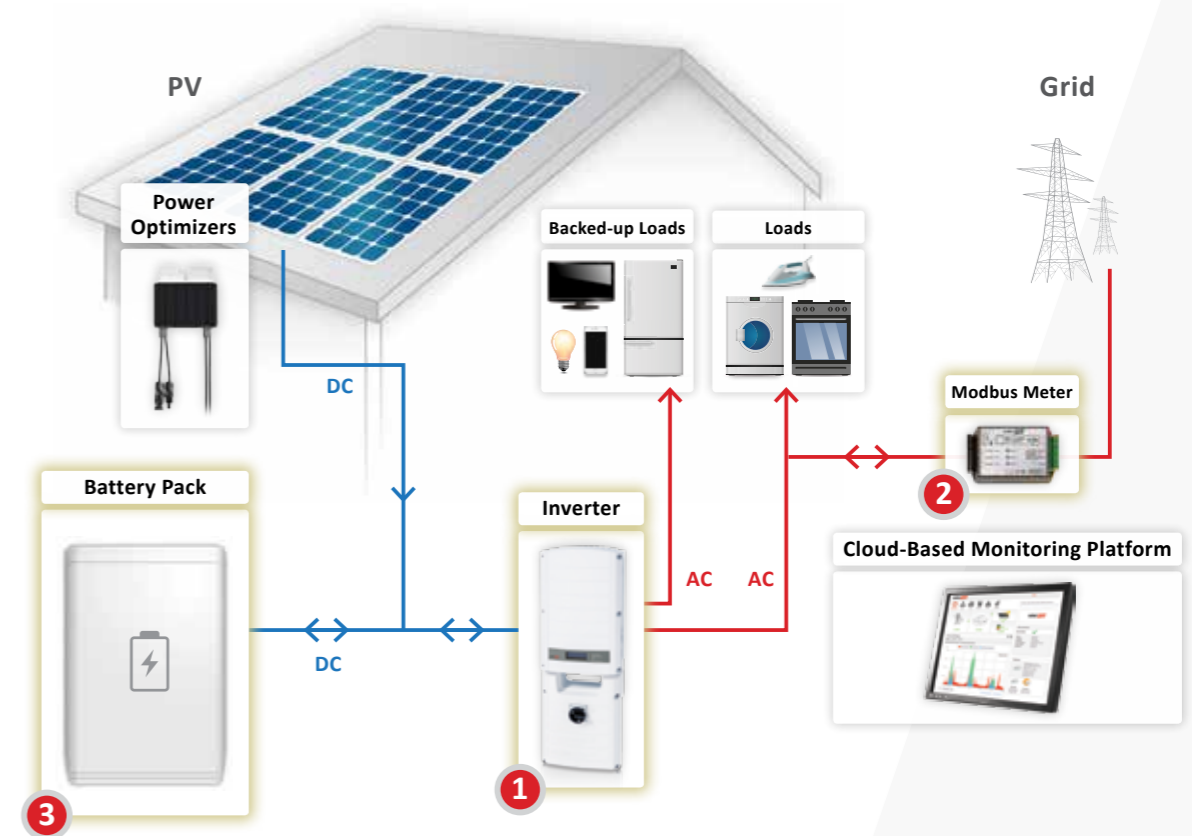 PV
Grid
Power
Optimizers
Backed-up Loads
Loads
DC
Modbus Meter
2
Battery Pack
Inverter
Cloud-Based Monitoring Platform
AC
AC
DC
1
3